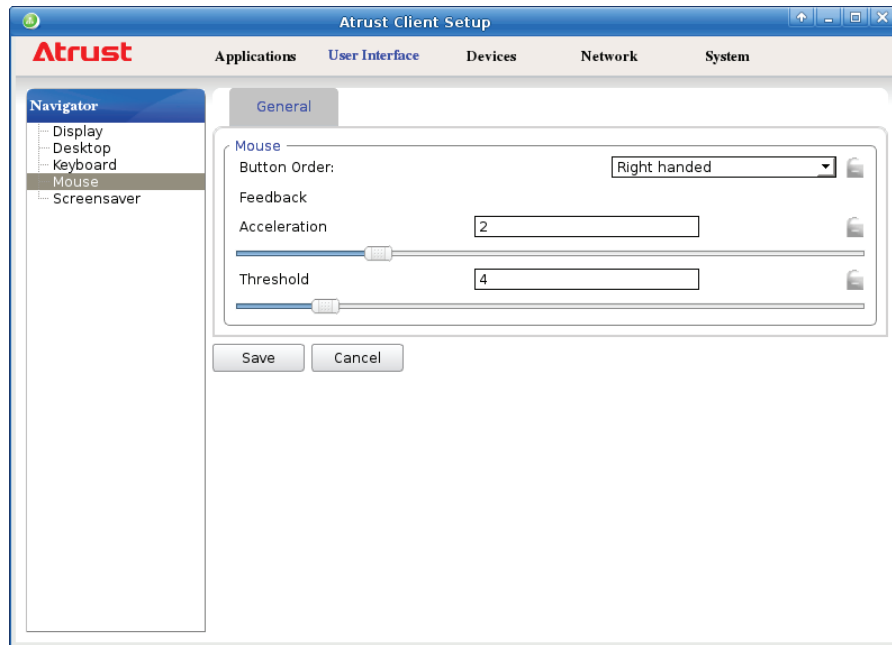 Atrust Client Setup
Atrust Applications User Interface Devices Network System
Navigator
Display
Desktop
Keyboard
Mouse
Screensaver
General
Mouse
Button Order: Right handed
Feedback
Acceleration 2
Threshold 4
Save Cancel